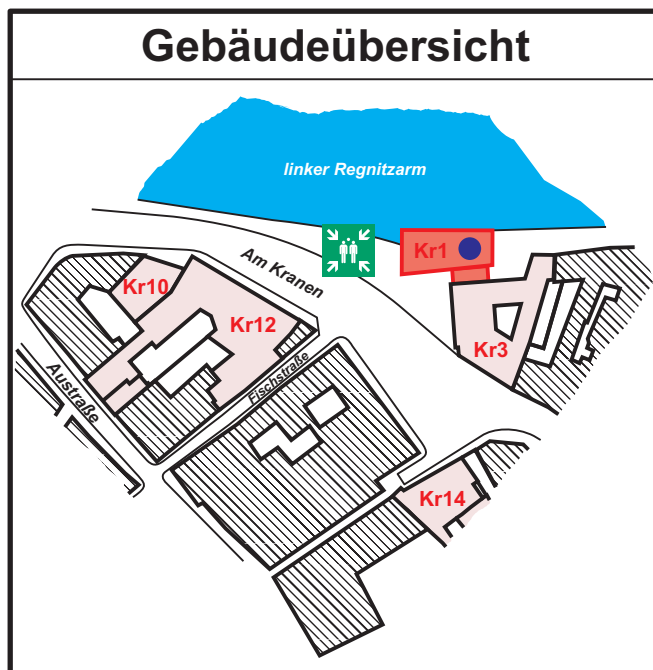 Gebäudeübersicht
linker Regnitzarm
Kr1
Am Kranen
Kr10
Kr12
Kr3
Fischstraße
Austraße
Kr14